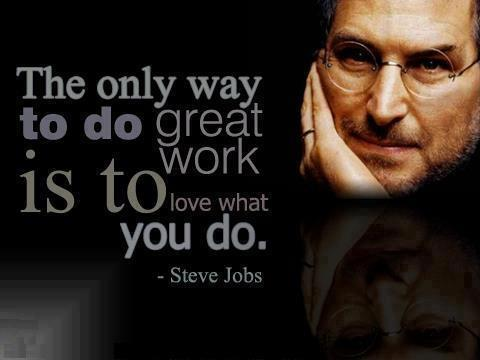 The only way
to do great
work
is to love what
you do.
- Steve Jobs